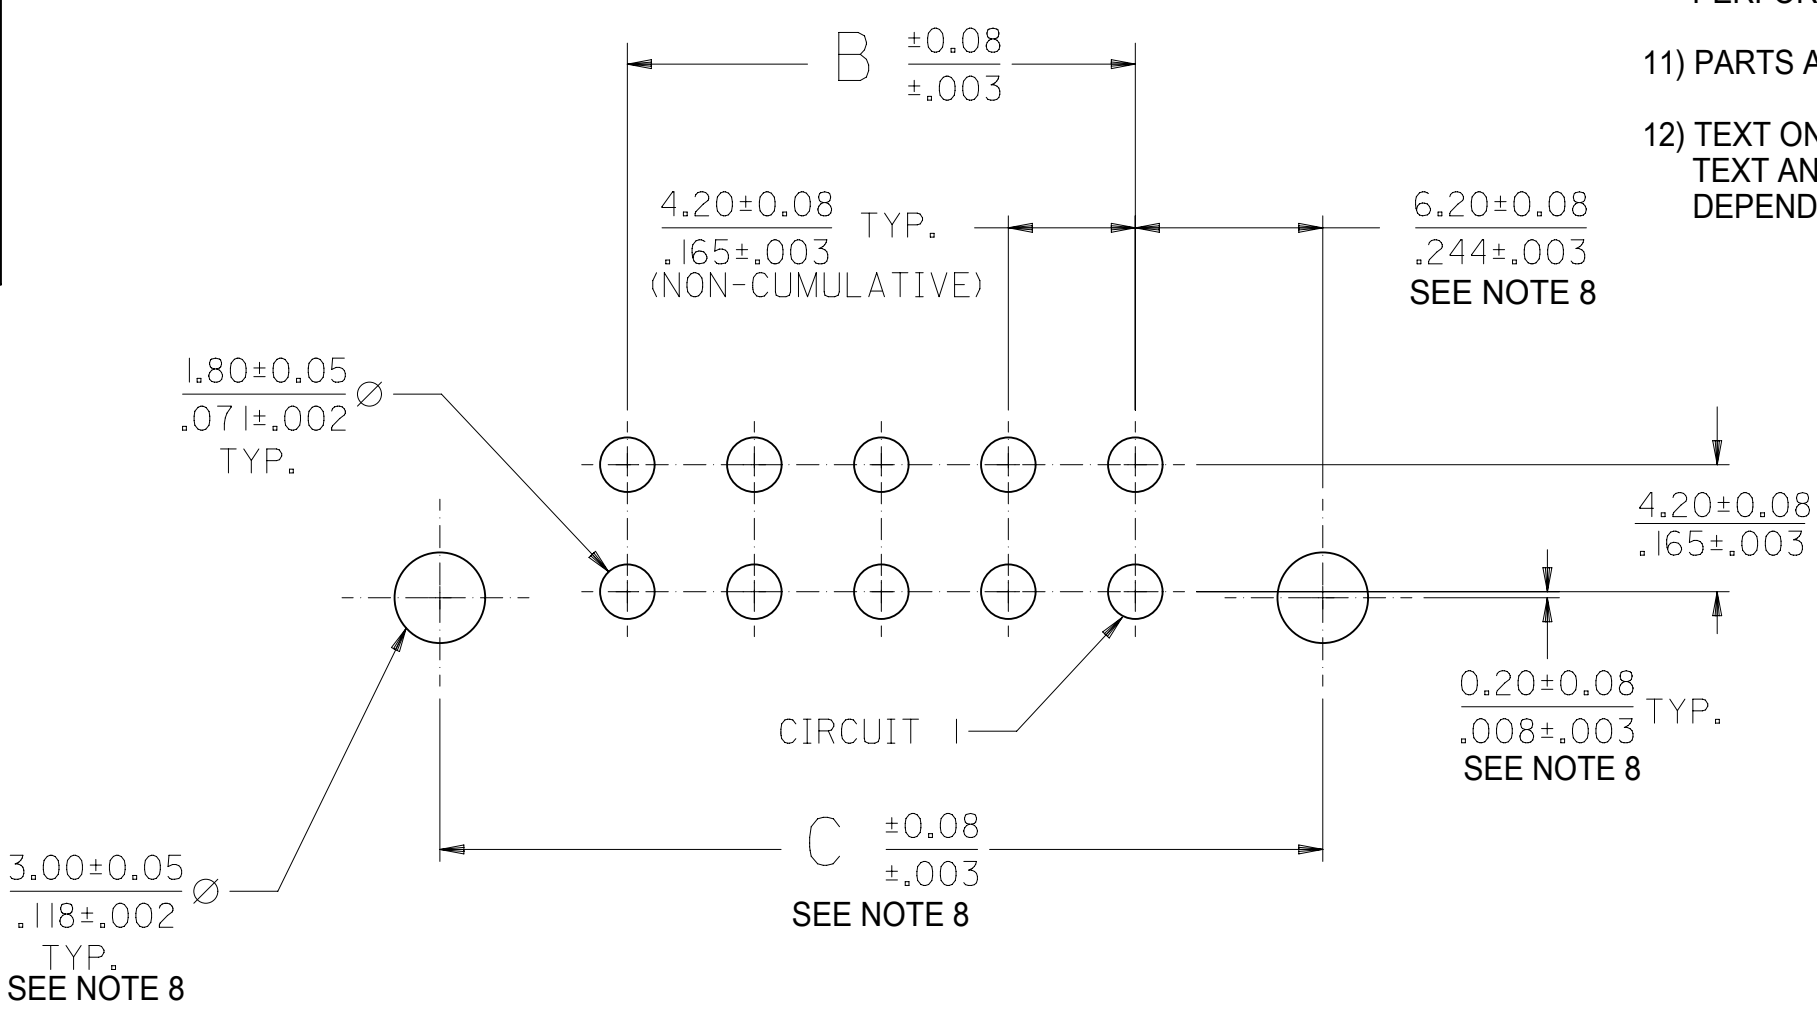 11) PARTS A
12) TEXT ON
TEXT AN
DEPEND
B ±0.08
±.003
4.20±0.08
.165±.003
TYP.
(NON-CUMULATIVE)
6.20±0.08
.244±.003
SEE NOTE 8
1.80±0.05
.071±.002
Ø
TYP.
4.20±0.08
.165±.003
0.20±0.08
.008±.003
TYP.
SEE NOTE 8
CIRCUIT 1
C ±0.08
±.003
SEE NOTE 8
3.00±0.05
.118±.002
Ø
TYP.
SEE NOTE 8